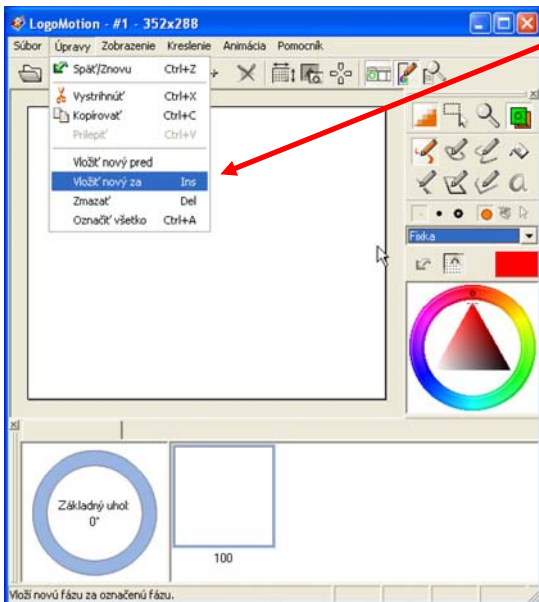 LogoMotion - #1 - 352x288
Súbor Úpravy Zobrazenie Kreslenie Animácia Pomocník
Späť/Znovu Ctrl+Z
Vystrihnúť Ctrl+X
Kopírovať Ctrl+C
Prilepiť Ctrl+V
Vložiť nový pred
Vložiť nový za Ins
Zmazať Del
Označiť všetko Ctrl+A
Fixka
Základný uhol:
0°
100
Vloží novú fázu za označenú fázu.